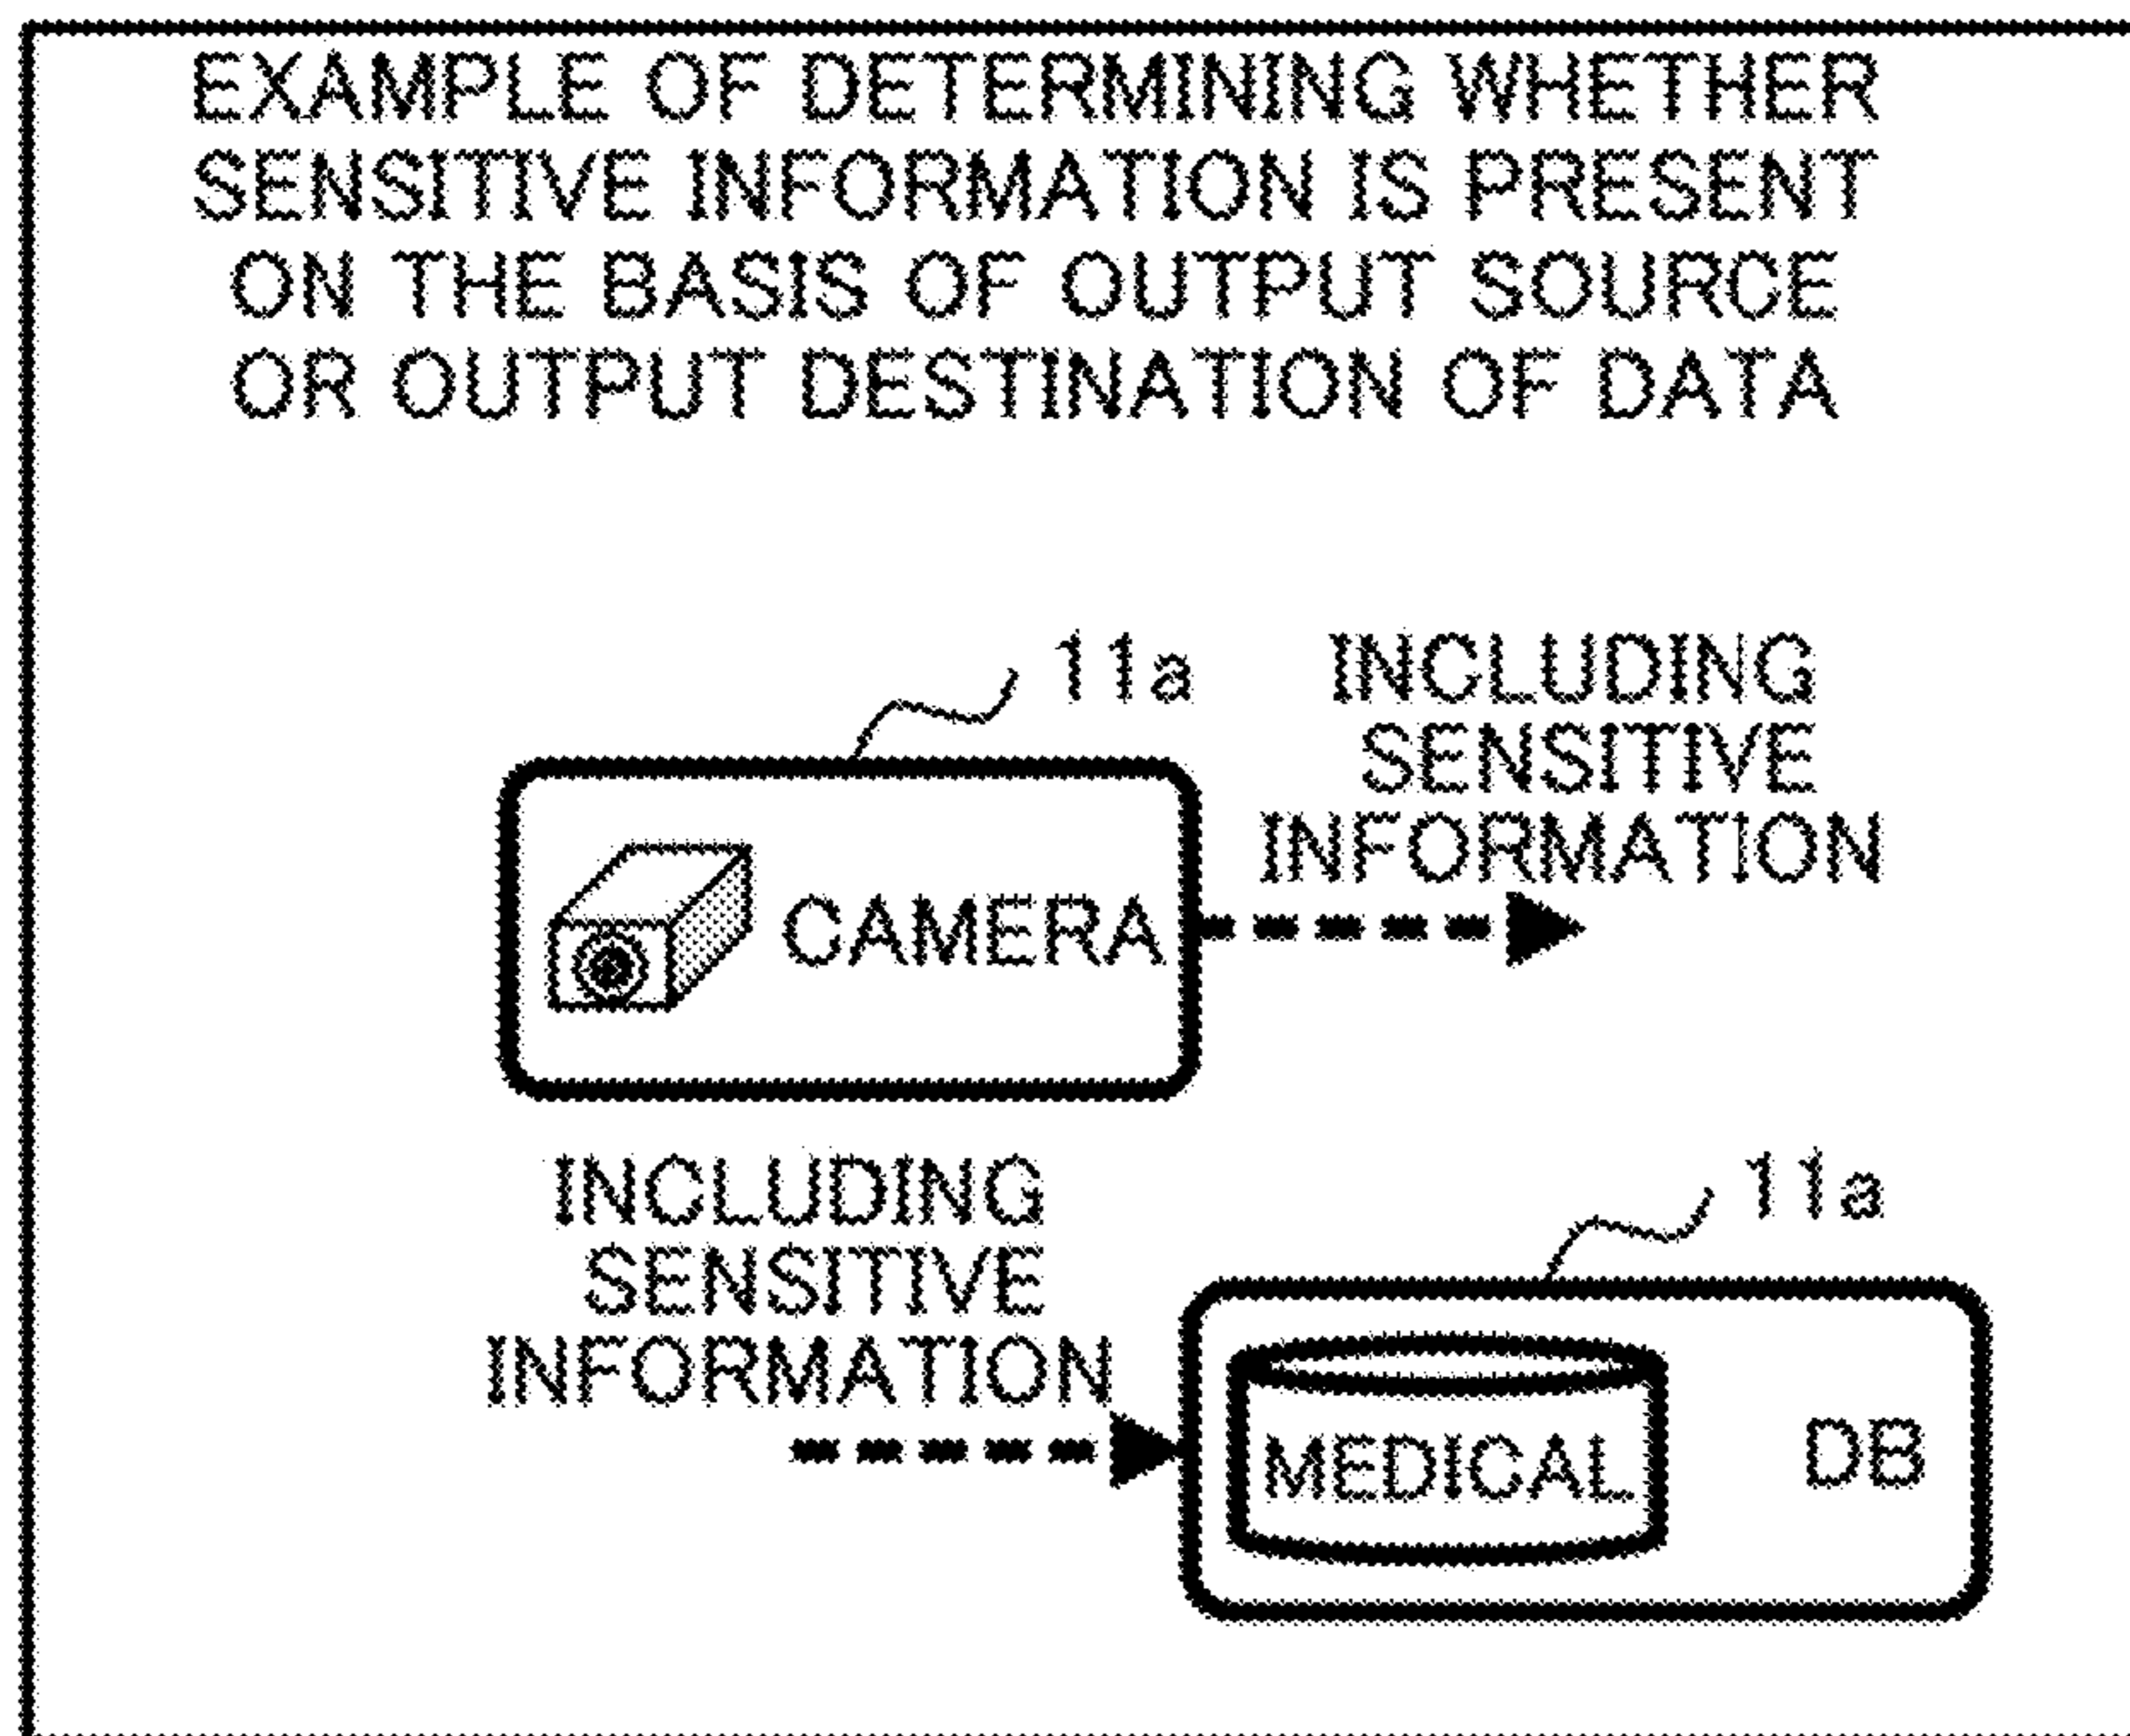 EXAMPLE OF DETERMINING WHETHER
SENSITIVE INFORMATION IS PRESENT
ON THE BASIS OF OUTPUT SOURCE
OR OUTPUT DESTINATION OF DATA
11a
INCLUDING
SENSITIVE
INFORMATION
CAMERA
INCLUDING
SENSITIVE
INFORMATION
11a
MEDICAL
DB